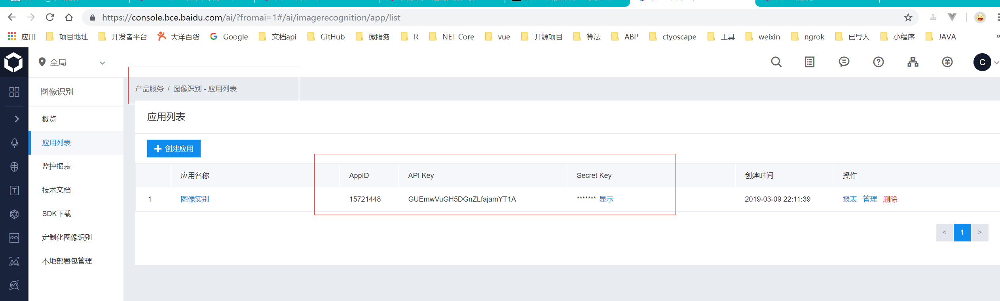 https://console.bce.baidu.com/ai/?fromai=1#/ai/imagerecognition/app/list
应用 项目地址 开发者平台 大洋百货 Google 文档api GitHub 微服务 R NET Core vue 开源项目 算法 ABP ctyoscape 工具 weixin ngrok 已导入 小程序 JAVA »
全局 C
图像识别
产品服务 / 图像识别 - 应用列表
概览
应用列表
监控报表
技术文档
SDK下载
定制化图像识别
本地部署包管理
应用列表
+ 创建应用
应用名称 AppID API Key Secret Key 创建时间 操作
1 图像实别 15721448 GUEmwVuGH5DGnZLfajamYT1A ******* 显示 2019-03-09 22:11:39 报表 管理 删除
< 1 >